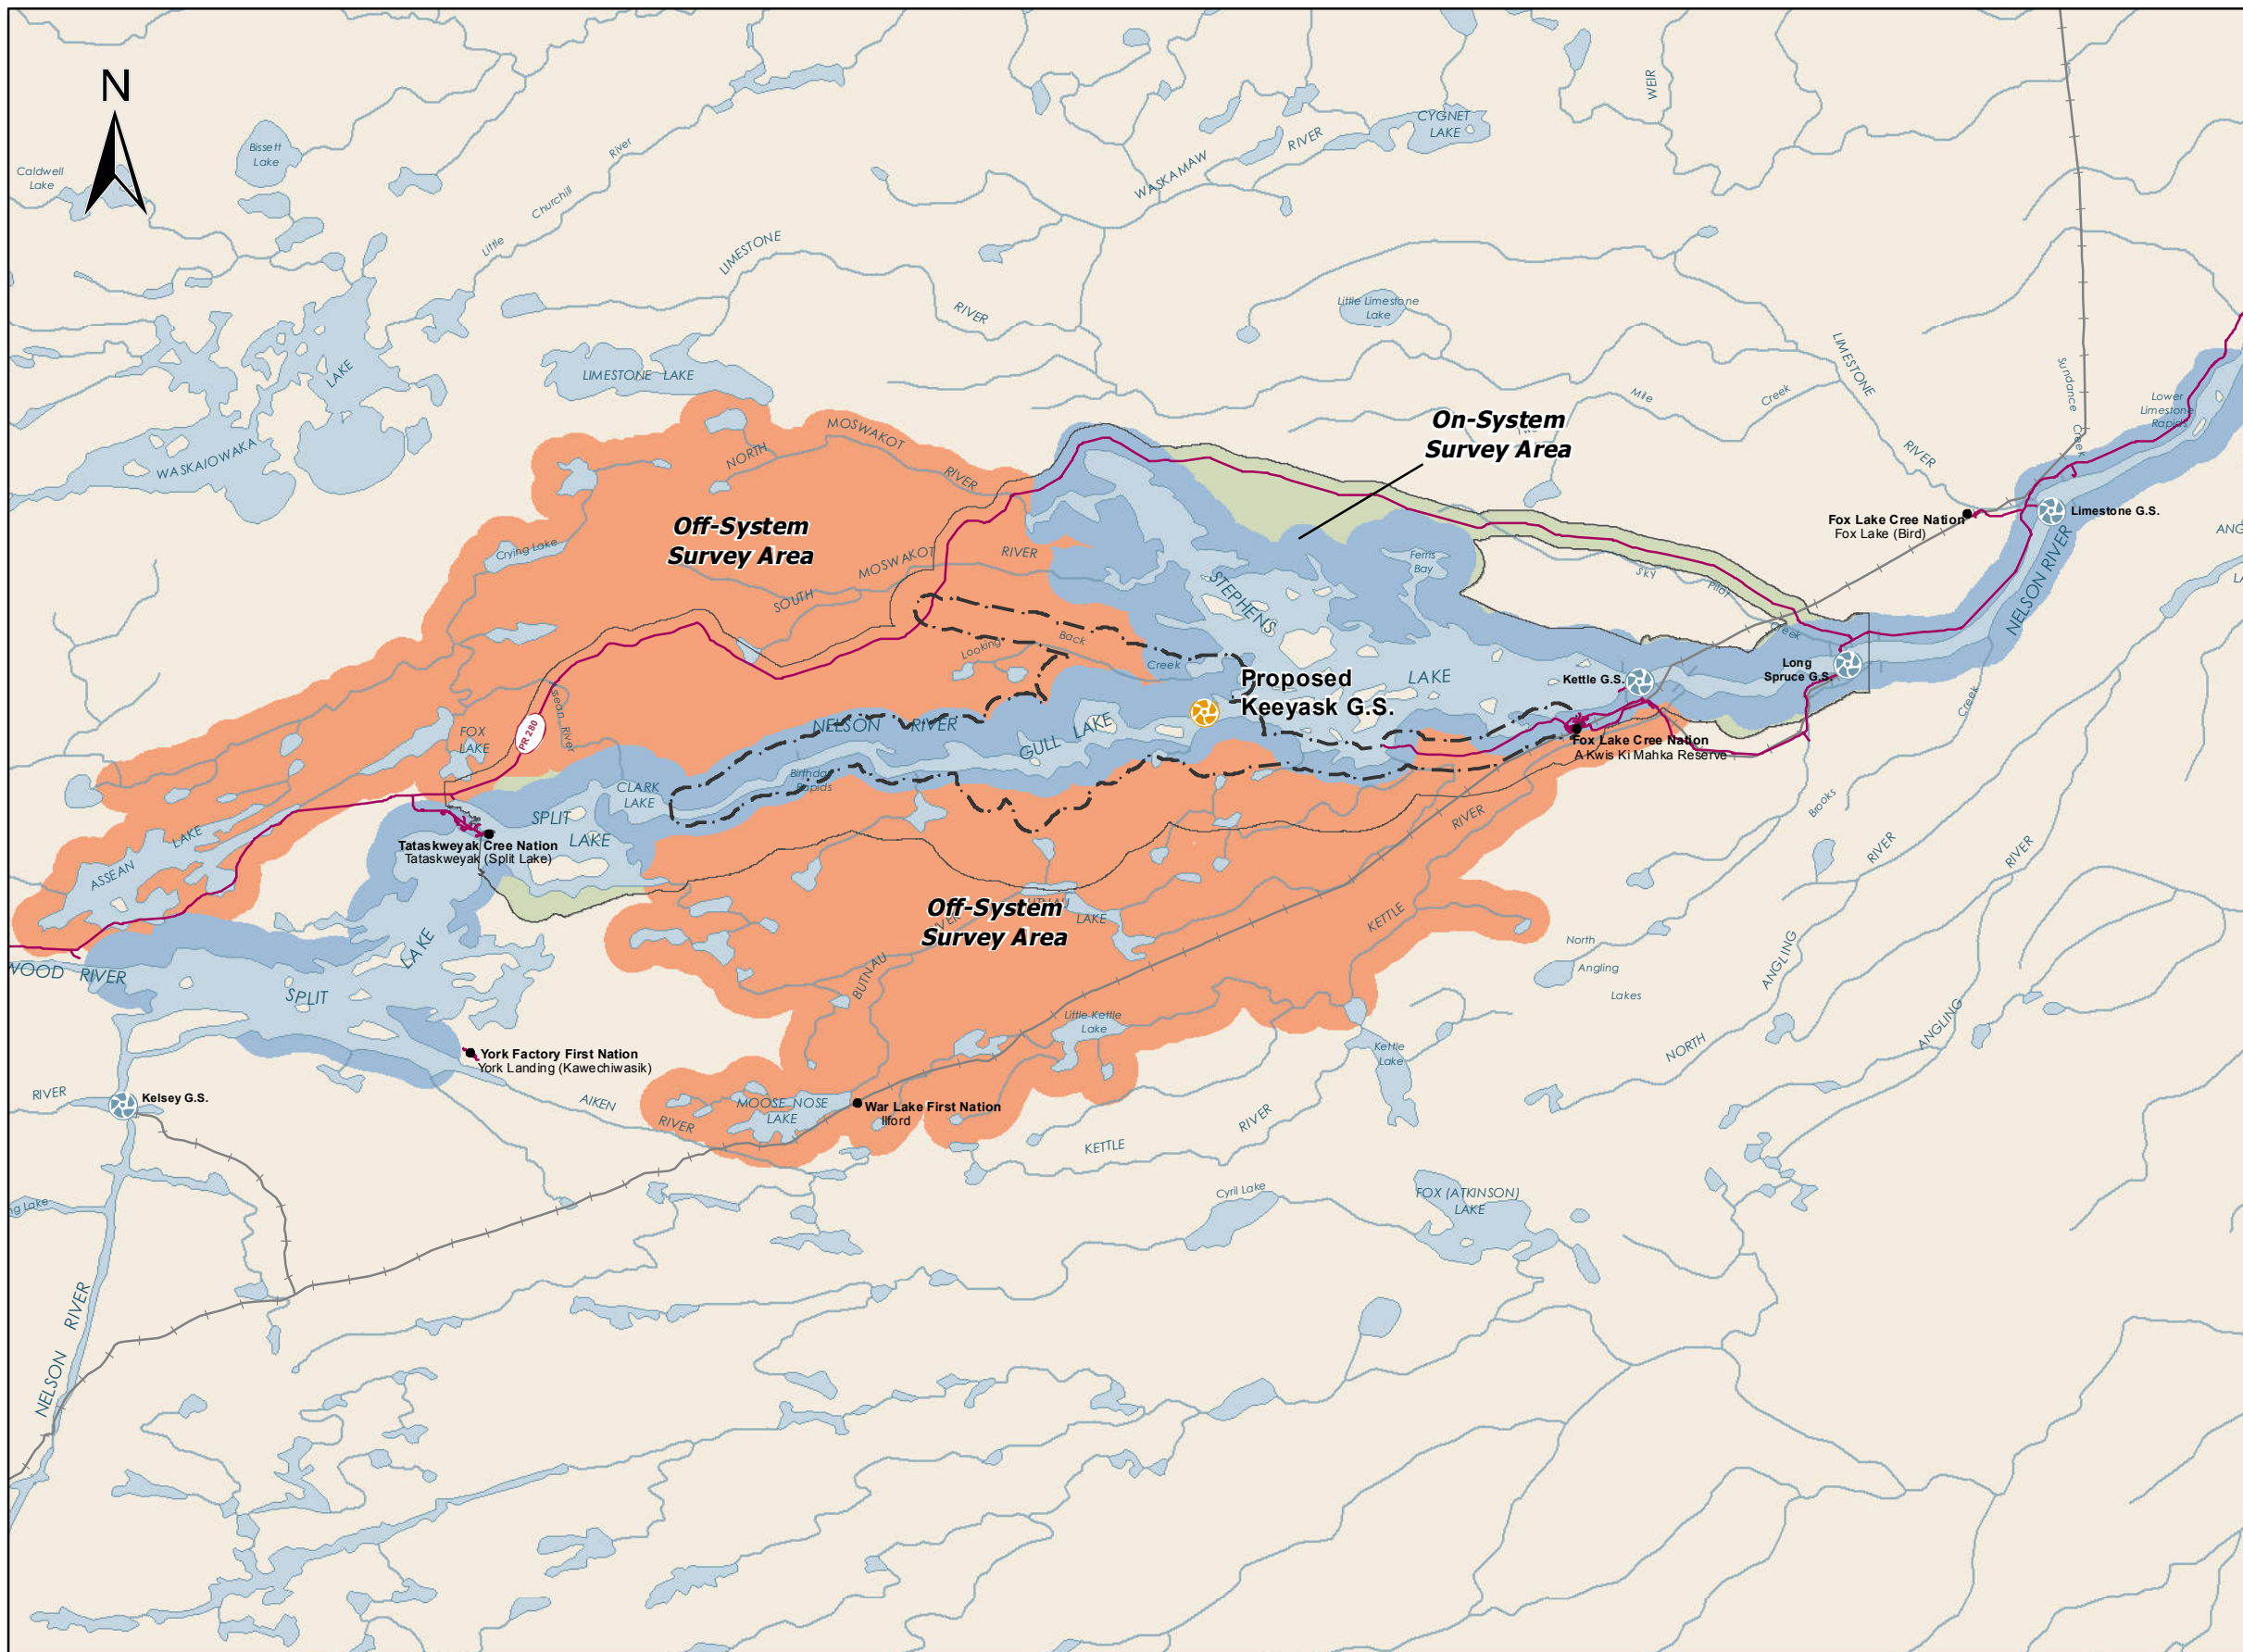 N
Caldwell
Lake
Bissett
Lake
Little
Churchill
River
LIMESTONE
RIVER
WASKAMAW
RIVER
CYGNET
LAKE
WEIR
Little Limestone
Lake
LIMESTONE
RIVER
Mile
Creek
Sundance
Creek
Lower
Limestone
Rapids
LAKE
WASKAIOWAKA
LIMESTONE LAKE
NORTH
MOSWAKOT
RIVER
On-System
Survey Area
Off-System
Survey Area
Crying Lake
SOUTH
MOSWAKOT
RIVER
Ferris
Bay
STEPHENS
LAKE
Sky
Pilot
Creek
Fox Lake Cree Nation
Fox Lake (Bird)
Limestone G.S.
NELSON RIVER
ANG
Looking
Back
Creek
Proposed
Keeyask G.S.
Kettle G.S.
Long
Spruce G.S.
Fox Lake Cree Nation
A Kwis Ki Mahka Reserve
PR 280
Assean River
FOX
LAKE
NELSON RIVER
GULL LAKE
Birthday
Rapids
CLARK
LAKE
SPLIT
LAKE
Tataskweyak Cree Nation
Tataskweyak (Split Lake)
ASSEAN
LAKE
Off-System
Survey Area
BUTNAU
RIVER
LAKE
KETTLE
RIVER
Brooks
Creek
North
Angling
Lakes
NORTH
ANGLING
RIVER
ANGLING
RIVER
WOOD RIVER
SPLIT
LAKE
York Factory First Nation
York Landing (Kawechiwasik)
RIVER
Kelsey G.S.
AIKEN
RIVER
MOOSE NOSE
LAKE
War Lake First Nation
Ilford
Little Kettle
Lake
Kettle
Lake
KETTLE
RIVER
ng Lake
Cyril Lake
FOX (ATKINSON)
LAKE
NELSON
RIVER